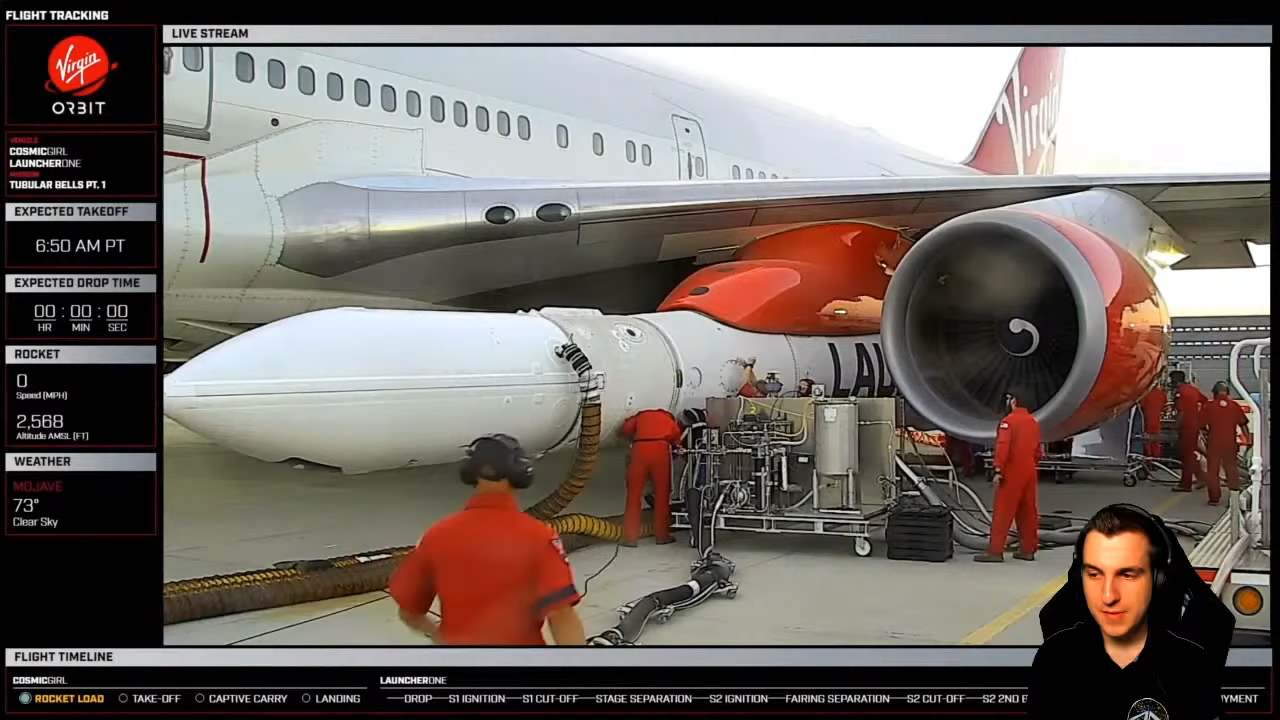 FLIGHT TRACKING
Virgin
ORBIT
VEHICLE
COSMICGIRL
LAUNCHERONE
MISSION
TUBULAR BELLS PT. 1
EXPECTED TAKEOFF
6:50 AM PT
EXPECTED DROP TIME
00 : 00 : 00
HR MIN SEC
ROCKET
0
Speed (MPH)
2,568
Altitude AMSL (FT)
WEATHER
MOJAVE
73°
Clear Sky
LIVE STREAM
Virgin
LAU
FLIGHT TIMELINE
COSMICGIRL
ROCKET LOAD TAKE-OFF CAPTIVE CARRY LANDING
LAUNCHERONE
DROP S1 IGNITION S1 CUT-OFF STAGE SEPARATION S2 IGNITION FAIRING SEPARATION S2 CUT-OFF S2 2ND B
YMENT